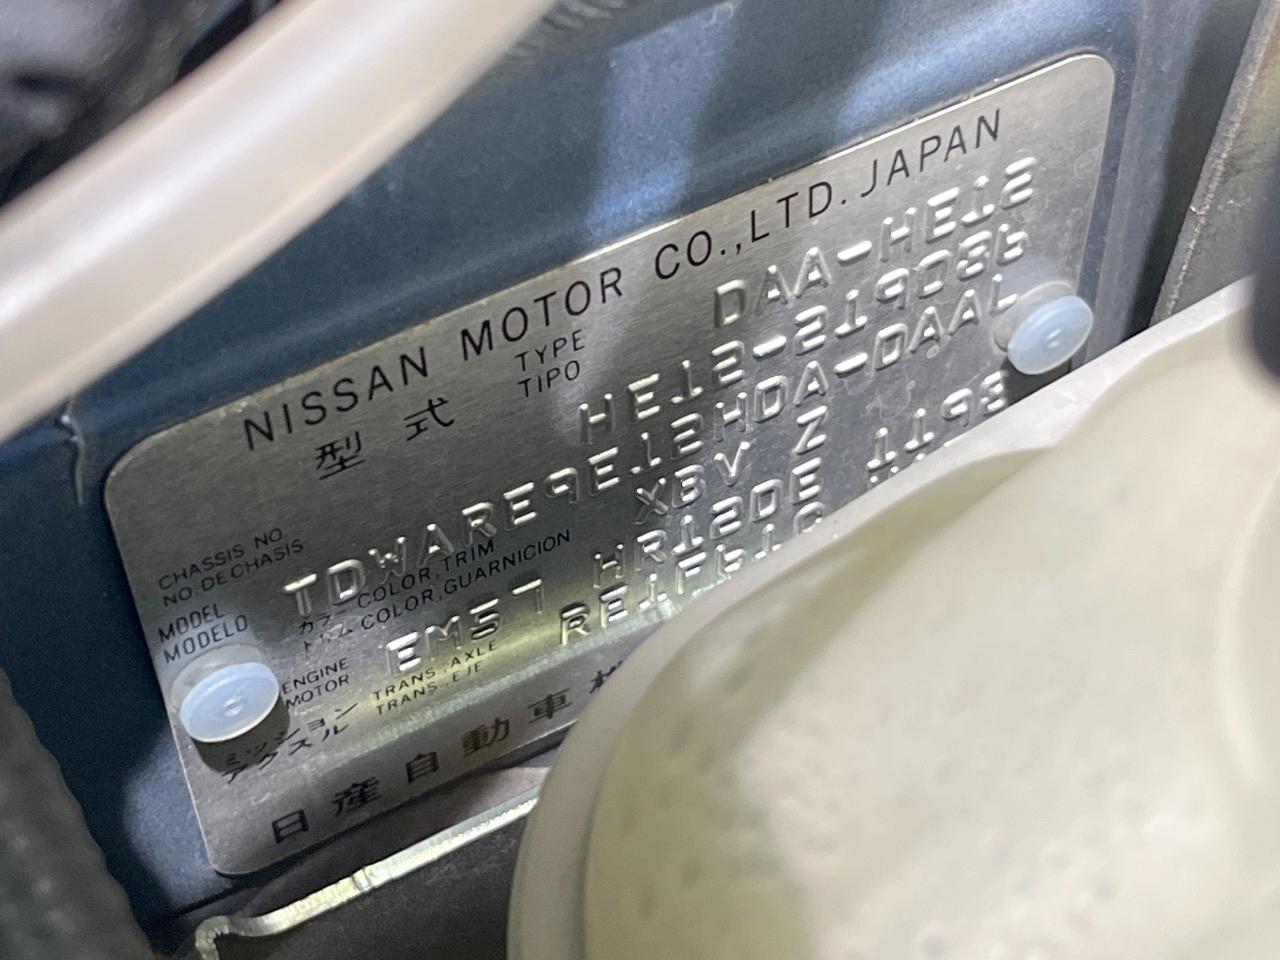 NISSAN MOTOR CO.,LTD. JAPAN
型式 TYPE TIPO DAA-HE12
CHASSIS NO.
NO. DE CHASIS HE12-219086
MODEL
MODELO TDWARE9E12HDA-DAAL
カラー COLOR, TRIM
トリム COLOR, GUARNICION XBV Z
ENGINE
MOTOR EM57 HR12DE 1198
ミッション TRANS. AXLE
アクスル TRANS. EJE
日産自動車